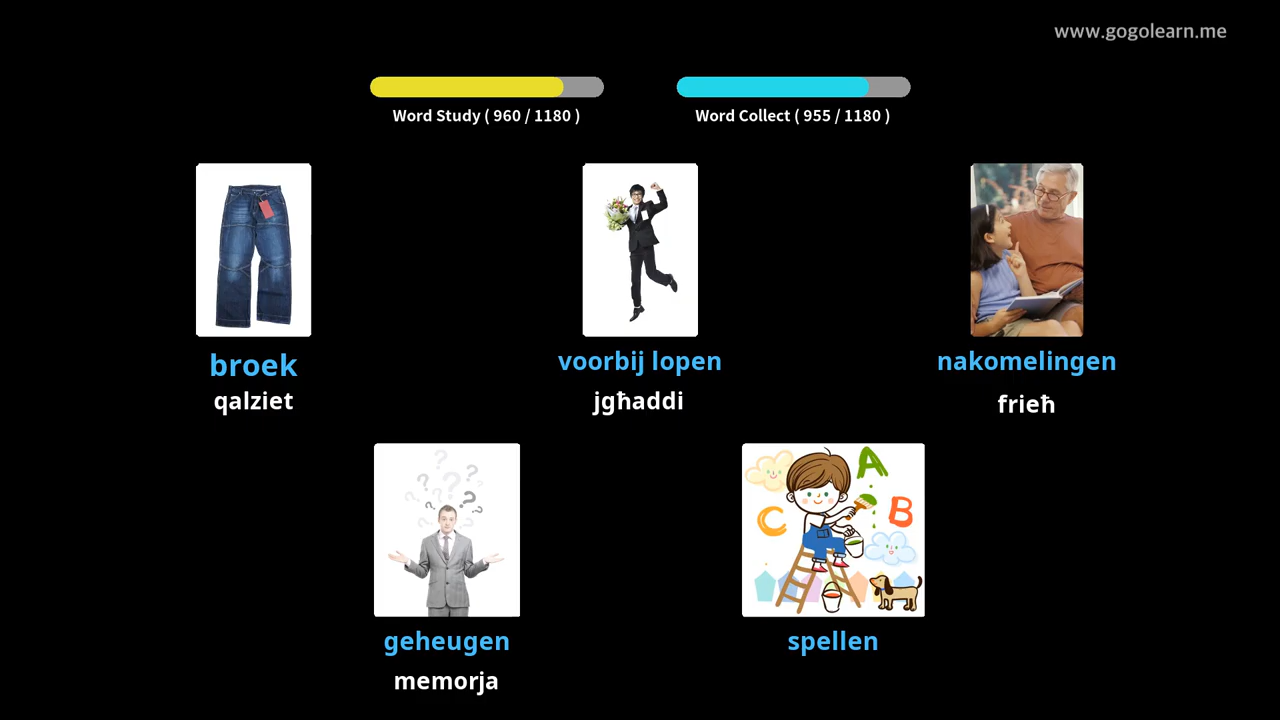 www.gogolearn.me
Word Study ( 960 / 1180 )
Word Collect ( 955 / 1180 )
broek
qalziet
voorbij lopen
jgħaddi
nakomelingen
frieħ
A
B
C
geheugen
memorja
spellen